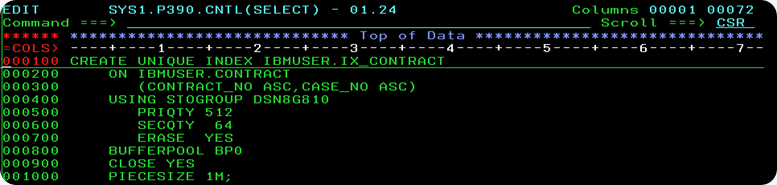 EDIT       SYS1.P390.CNTL(SELECT) - 01.24                  Columns 00001 00072
Command ===>                                                  Scroll ===> CSR
****** ***************************** Top of Data ******************************
=COLS> ----+----1----+----2----+----3----+----4----+----5----+----6----+----7--
000100 CREATE UNIQUE INDEX IBMUSER.IX_CONTRACT
000200     ON IBMUSER.CONTRACT
000300        (CONTRACT_NO ASC,CASE_NO ASC)
000400     USING STOGROUP DSN8G810
000500        PRIQTY 512
000600        SECQTY  64
000700        ERASE  YES
000800     BUFFERPOOL BP0
000900     CLOSE YES
001000     PIECESIZE 1M;